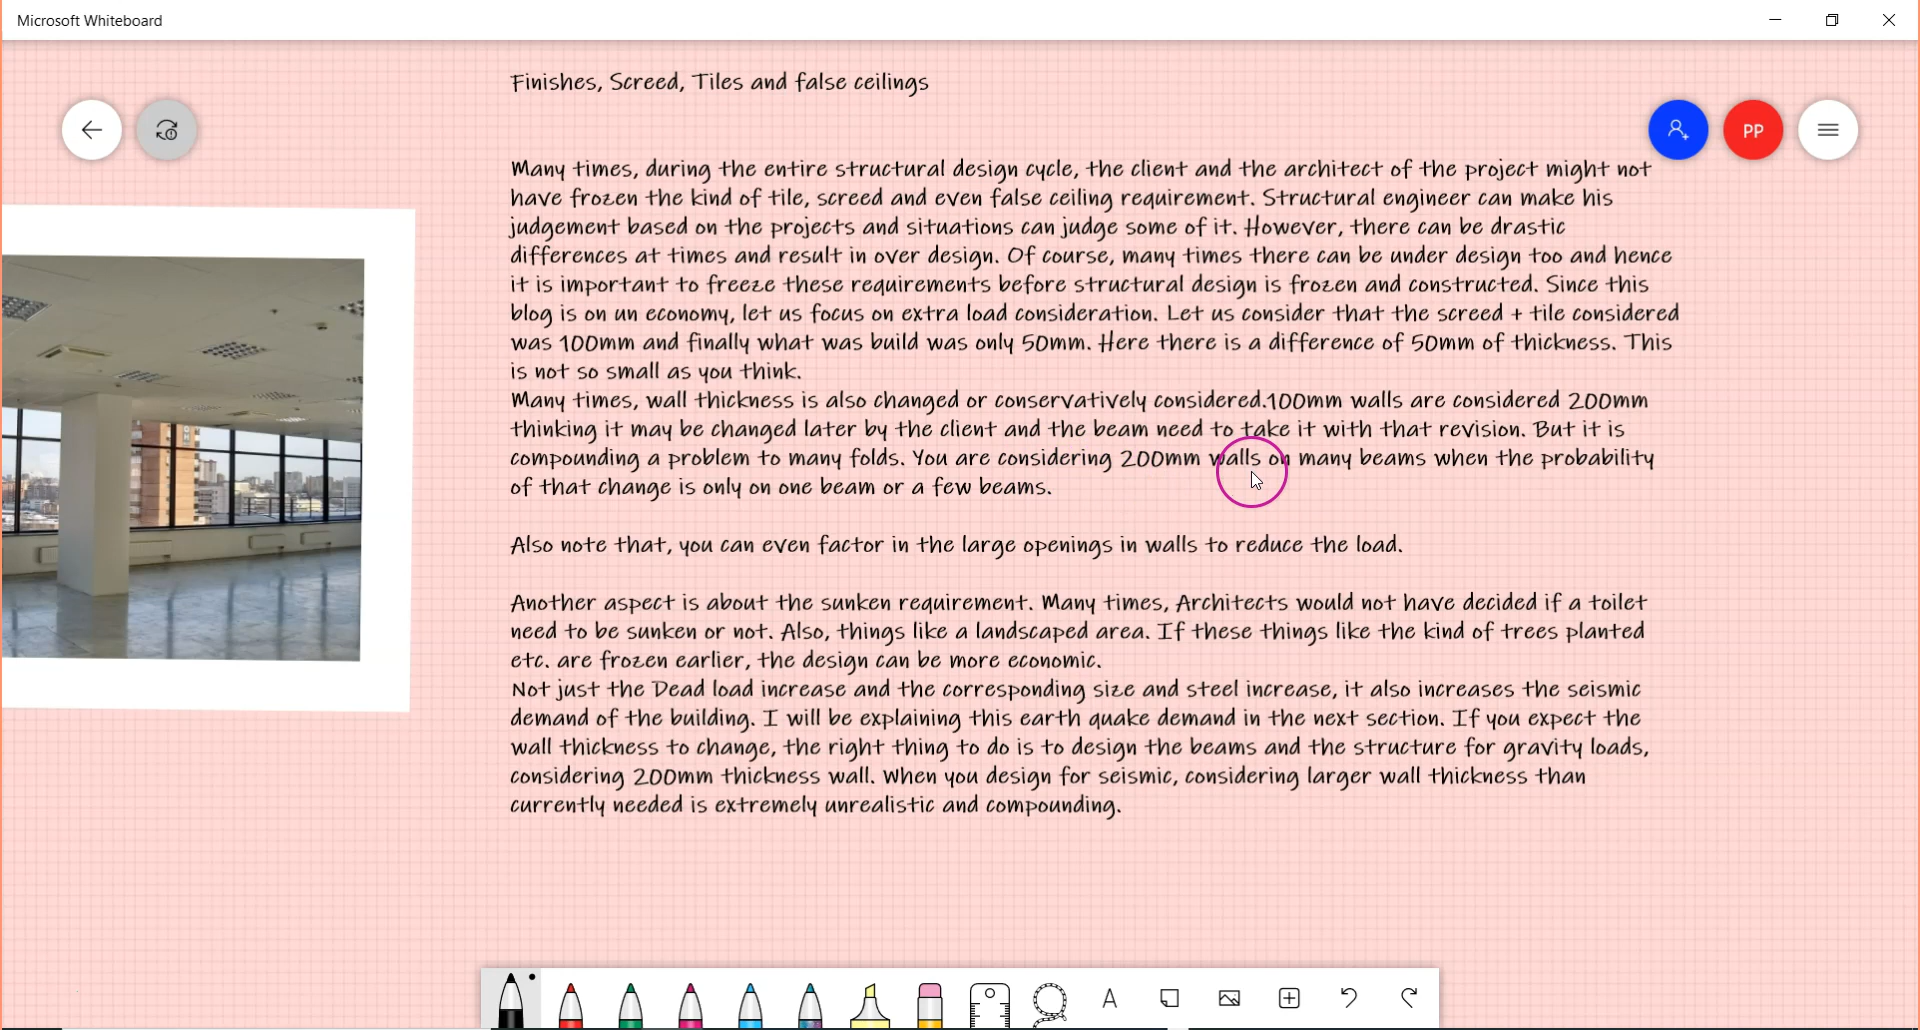 Microsoft Whiteboard
Finishes, Screed, Tiles and false ceilings
PP
Many times, during the entire structural design cycle, the client and the architect of the project might not
have frozen the kind of tile, screed and even false ceiling requirement. Structural engineer can make his
judgement based on the projects and situations can judge some of it. However, there can be drastic
differences at times and result in over design. Of course, many times there can be under design too and hence
it is important to freeze these requirements before structural design is frozen and constructed. Since this
blog is on un economy, let us focus on extra load consideration. Let us consider that the screed + tile considered
was 100mm and finally what was build was only 50mm. Here there is a difference of 50mm of thickness. This
is not so small as you think.
Many times, wall thickness is also changed or conservatively considered.100mm walls are considered 200mm
thinking it may be changed later by the client and the beam need to take it with that revision. But it is
compounding a problem to many folds. You are considering 200mm walls on many beams when the probability
of that change is only on one beam or a few beams.
Also note that, you can even factor in the large openings in walls to reduce the load.
Another aspect is about the sunken requirement. Many times, Architects would not have decided if a toilet
need to be sunken or not. Also, things like a landscaped area. If these things like the kind of trees planted
etc. are frozen earlier, the design can be more economic.
Not just the Dead load increase and the corresponding size and steel increase, it also increases the seismic
demand of the building. I will be explaining this earth quake demand in the next section. If you expect the
wall thickness to change, the right thing to do is to design the beams and the structure for gravity loads,
considering 200mm thickness wall. When you design for seismic, considering larger wall thickness than
currently needed is extremely unrealistic and compounding.
A